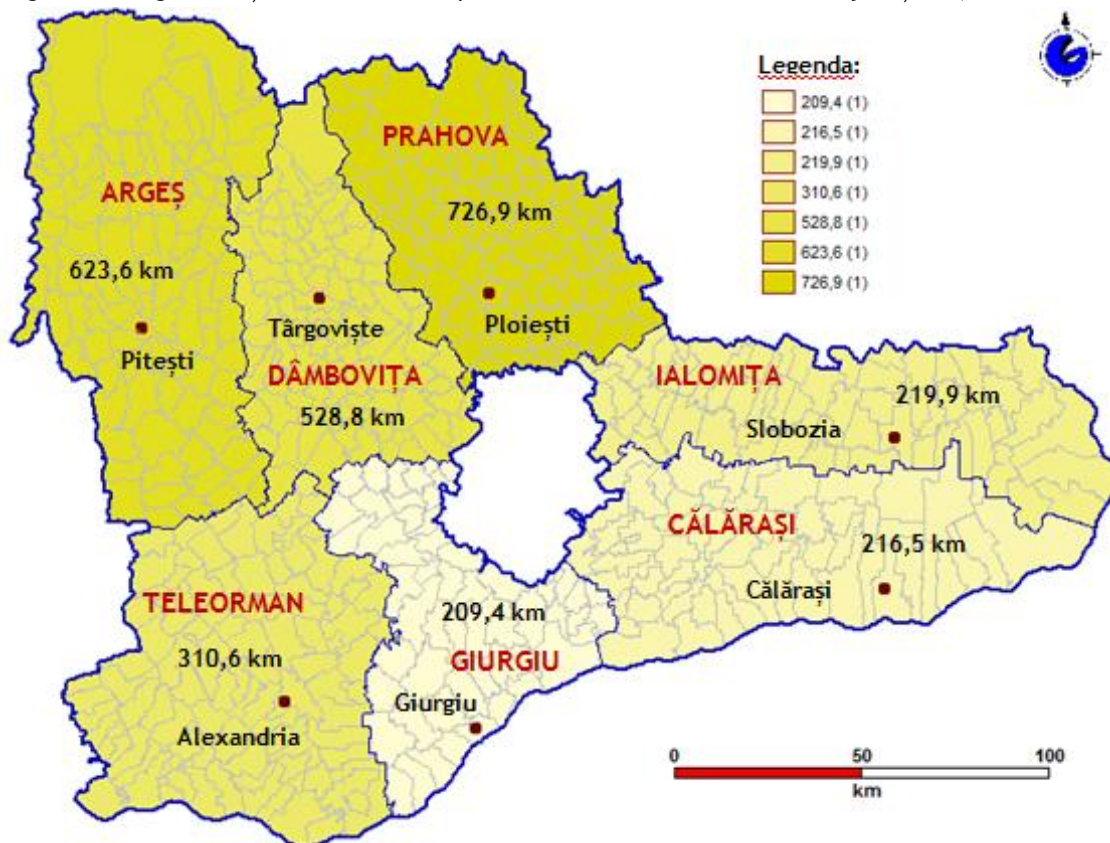 Legenda:
209,4 (1)
216,5 (1)
219,9 (1)
310,6 (1)
528,8 (1)
623,6 (1)
726,9 (1)
PRAHOVA
726,9 km
Ploiești
ARGEȘ
623,6 km
Pitești
Târgoviște
DÂMBOVIȚA
528,8 km
IALOMIȚA
219,9 km
Slobozia
CĂLĂRAȘI
216,5 km
Călărași
TELEORMAN
310,6 km
Alexandria
209,4 km
GIURGIU
Giurgiu
0 50 100
km